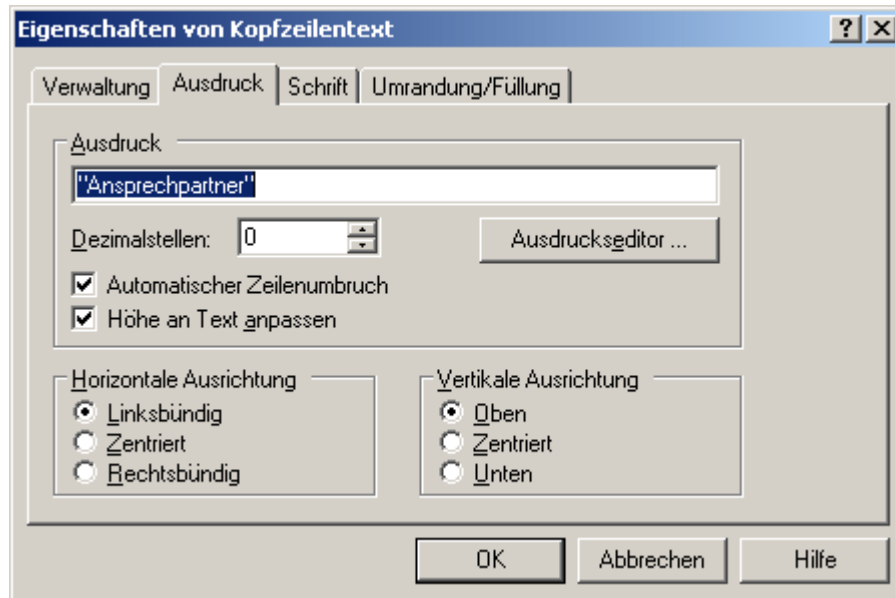 Eigenschaften von Kopfzeilentext
Verwaltung Ausdruck Schrift Umrandung/Füllung
Ausdruck
"Ansprechpartner"
Dezimalstellen: 0 Ausdruckseditor ...
Automatischer Zeilenumbruch
Höhe an Text anpassen
Horizontale Ausrichtung Vertikale Ausrichtung
Linksbündig Oben
Zentriert Zentriert
Rechtsbündig Unten
OK Abbrechen Hilfe